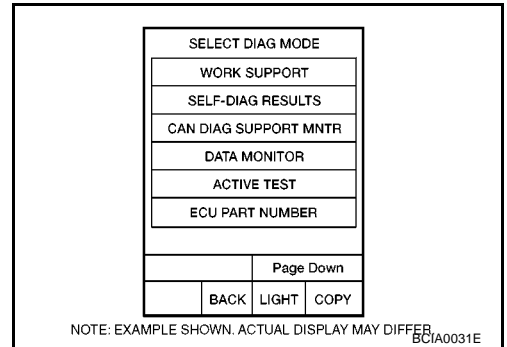 SELECT DIAG MODE
WORK SUPPORT
SELF-DIAG RESULTS
CAN DIAG SUPPORT MNTR
DATA MONITOR
ACTIVE TEST
ECU PART NUMBER
Page Down
BACK LIGHT COPY
NOTE: EXAMPLE SHOWN. ACTUAL DISPLAY MAY DIFFER.
BCIA0031E